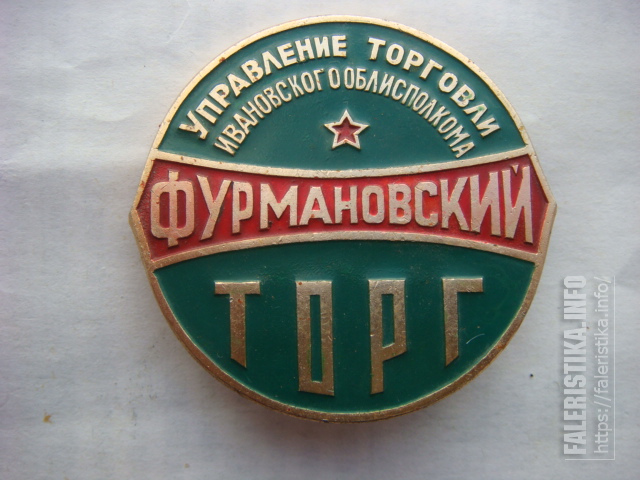 УПРАВЛЕНИЕ ТОРГОВЛИ
ИВАНОВСКОГО ОБЛИСПОЛКОМА
ФУРМАНОВСКИЙ
ТОРГ
FALERISTIKA.INFO
https://faleristika.info/